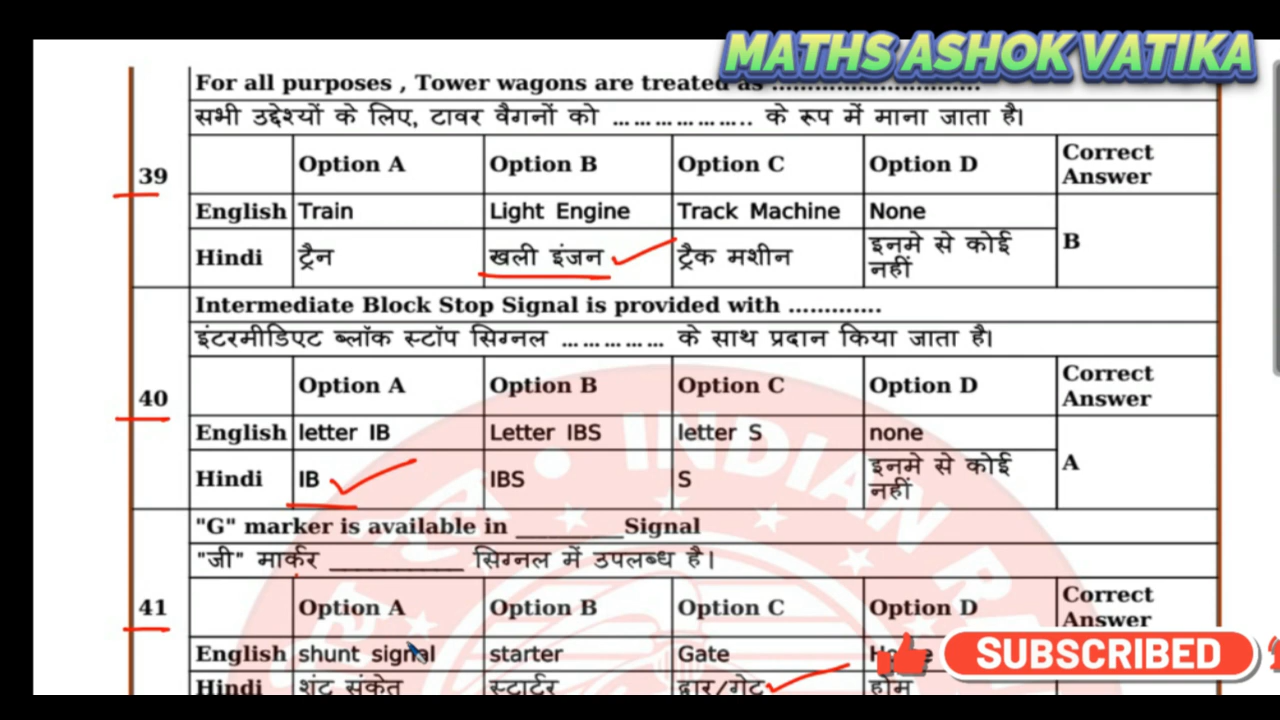 MATHS ASHOK VATIKA
For all purposes , Tower wagons are treated as ..............................
सभी उद्देश्यों के लिए, टावर वैगनों को ………………. के रूप में माना जाता है।
39
Option A Option B Option C Option D Correct Answer
English Train Light Engine Track Machine None
B
Hindi ट्रैन खली इंजन ट्रैक मशीन इनमे से कोई नहीं
Intermediate Block Stop Signal is provided with .............
इंटरमीडिएट ब्लॉक स्टॉप सिग्नल …………… के साथ प्रदान किया जाता है।
40
Option A Option B Option C Option D Correct Answer
English letter IB Letter IBS letter S none
A
Hindi IB IBS S इनमे से कोई नहीं
"G" marker is available in _________Signal
"जी" मार्कर ___________ सिग्नल में उपलब्ध है।
41
Option A Option B Option C Option D Correct Answer
English shunt signal starter Gate
SUBSCRIBED
Hindi शंट संकेत स्टार्टर द्वार/गेट होम
INDIAN